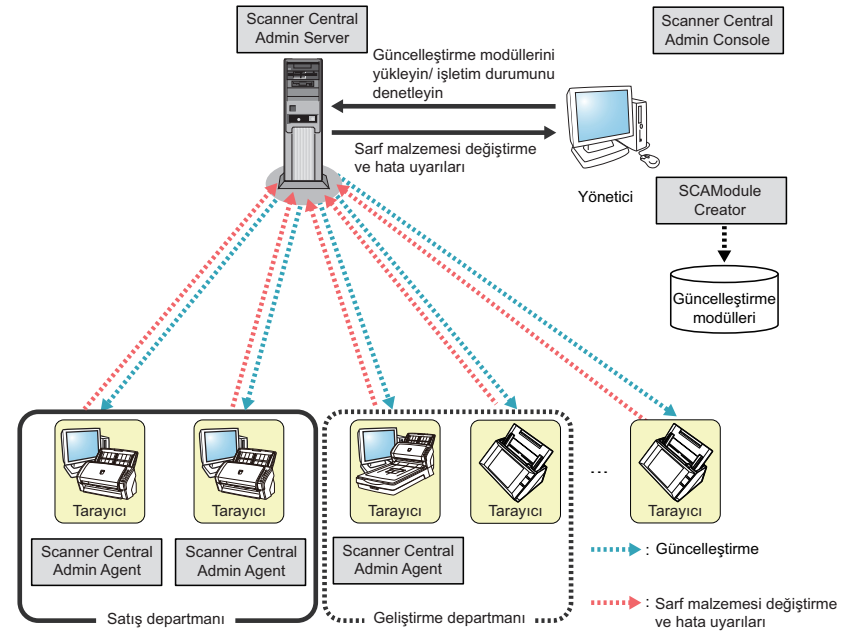 Scanner Central
Admin Server
Scanner Central
Admin Console
Güncelleştirme modüllerini
yükleyin/ işletim durumunu
denetleyin
Sarf malzemesi değiştirme
ve hata uyarıları
Yönetici
SCAModule
Creator
Güncelleştirme
modülleri
Tarayıcı
Tarayıcı
Tarayıcı
Tarayıcı
...
Tarayıcı
Scanner Central
Admin Agent
Scanner Central
Admin Agent
Scanner Central
Admin Agent
Satış departmanı
Geliştirme departmanı
: Güncelleştirme
: Sarf malzemesi değiştirme
ve hata uyarıları